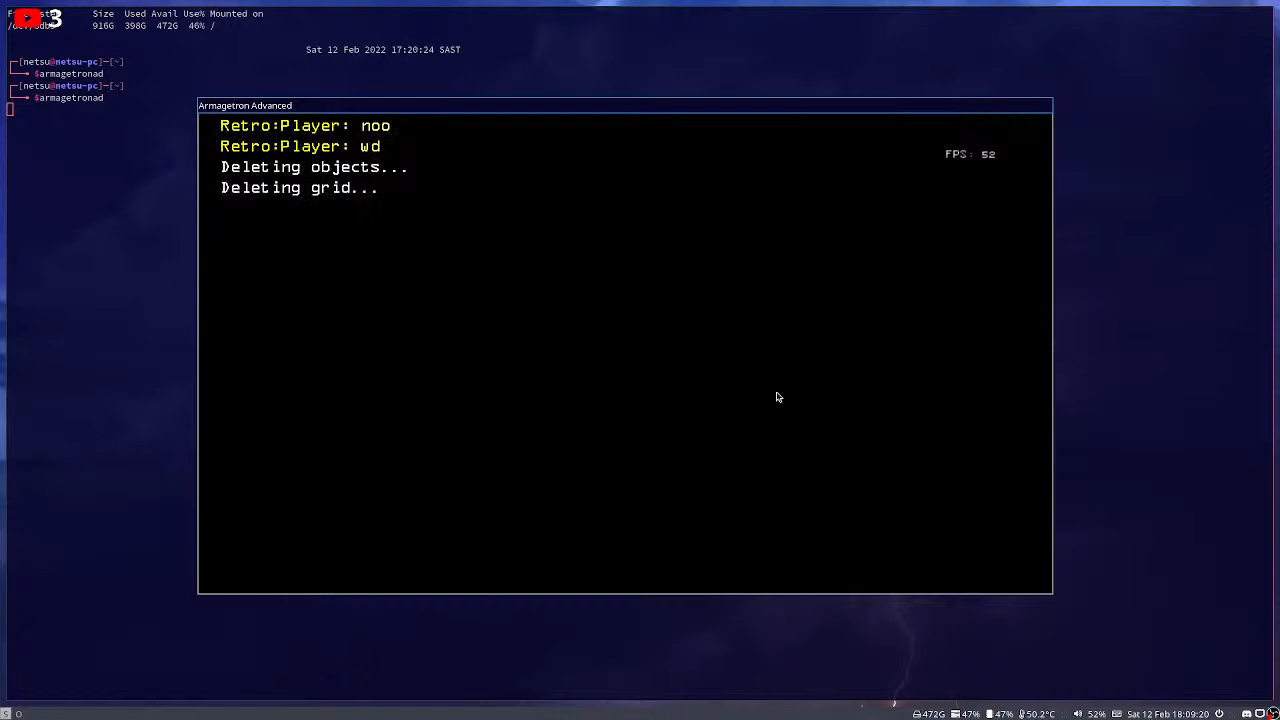 Size Used Avail Use% Mounted on
3
916G 398G 472G 46% /
Sat 12 Feb 2022 17:20:24 SAST
[netsu@netsu-pc]─[~]
$armagetronad
[netsu@netsu-pc]─[~]
$armagetronad
Armagetron Advanced
Retro:Player: noo
Retro:Player: wd
Deleting objects...
Deleting grid...
FPS: 52
S O 472G 47% 47% 50.2°C 52% Sat 12 Feb 18:09:20